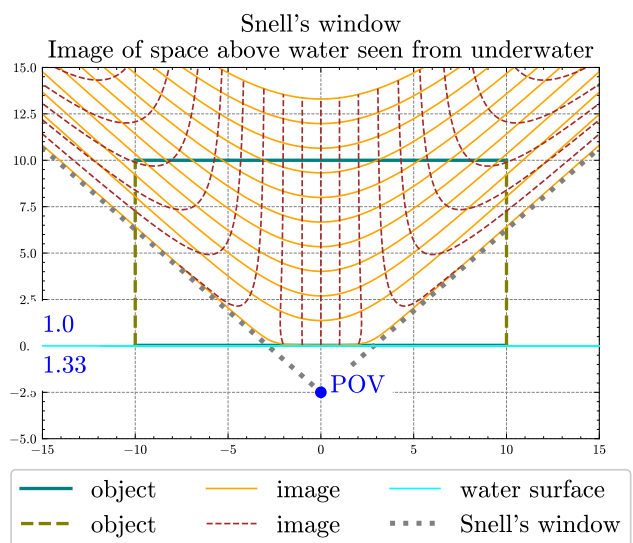 Snell's window
Image of space above water seen from underwater
15.0
12.5
10.0
7.5
5.0
2.5
0.
−2.5
−5.0
1.0
1.33
POV
−15 −10 −5 0 5 10 15
object image water surface
object image Snell's window